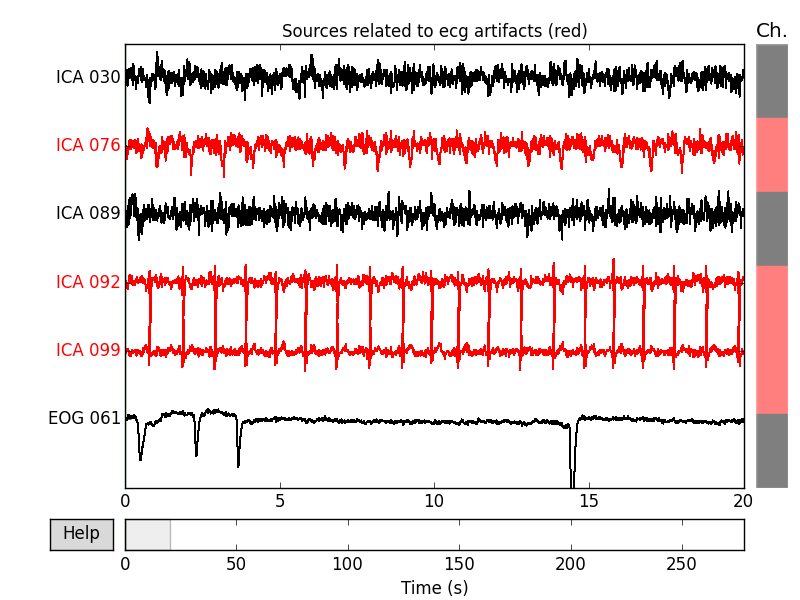 Sources related to ecg artifacts (red)
Ch.
ICA 030
ICA 076
ICA 089
ICA 092
ICA 099
EOG 061
0 5 10 15 20
Help
0 50 100 150 200 250
Time (s)